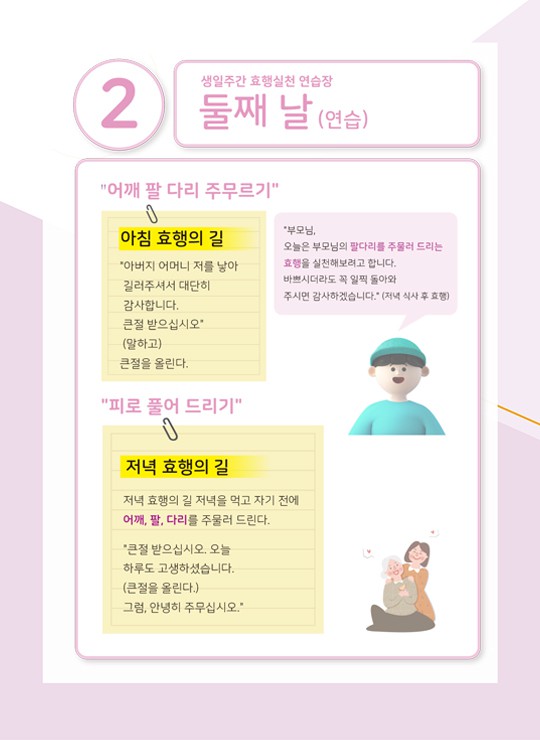 2
생일주간 효행실천 연습장
둘째 날 (연습)
"어깨 팔 다리 주무르기"
아침 효행의 길
"아버지 어머니 저를 낳아
길러주셔서 대단히
감사합니다.
큰절 받으십시오"
(말하고)
큰절을 올린다.
"부모님,
오늘은 부모님의 팔다리를 주물러 드리는
효행을 실천해보려고 합니다.
바쁘시더라도 꼭 일찍 돌아와
주시면 감사하겠습니다." (저녁 식사 후 효행)
"피로 풀어 드리기"
저녁 효행의 길
저녁 효행의 길 저녁을 먹고 자기 전에
어깨, 팔, 다리를 주물러 드린다.
"큰절 받으십시오. 오늘
하루도 고생하셨습니다.
(큰절을 올린다.)
그럼, 안녕히 주무십시오."